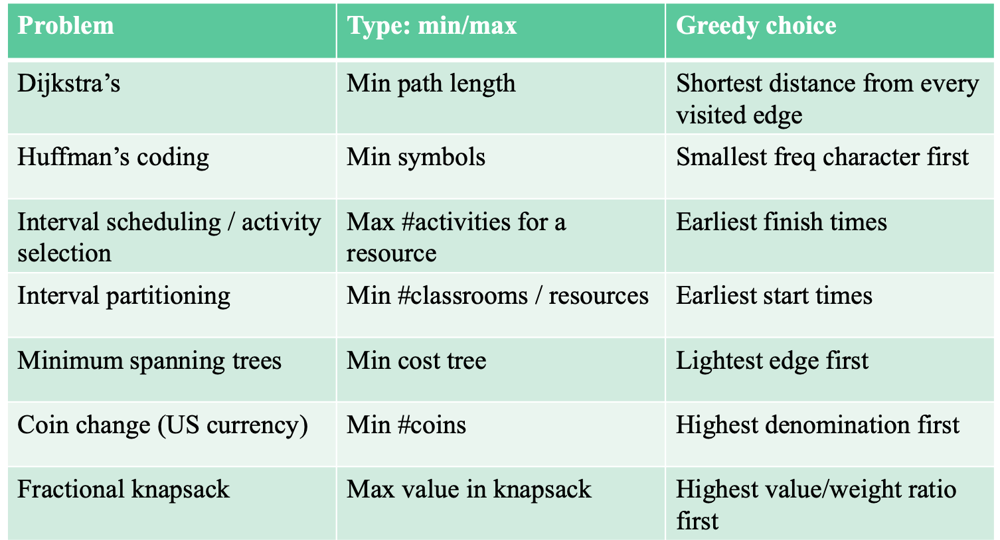 Problem
Type: min/max
Greedy choice
Dijkstra’s
Min path length
Shortest distance from every
visited edge
Huffman’s coding
Min symbols
Smallest freq character first
Interval scheduling / activity
selection
Max #activities for a
resource
Earliest finish times
Interval partitioning
Min #classrooms / resources
Earliest start times
Minimum spanning trees
Min cost tree
Lightest edge first
Coin change (US currency)
Min #coins
Highest denomination first
Fractional knapsack
Max value in knapsack
Highest value/weight ratio
first